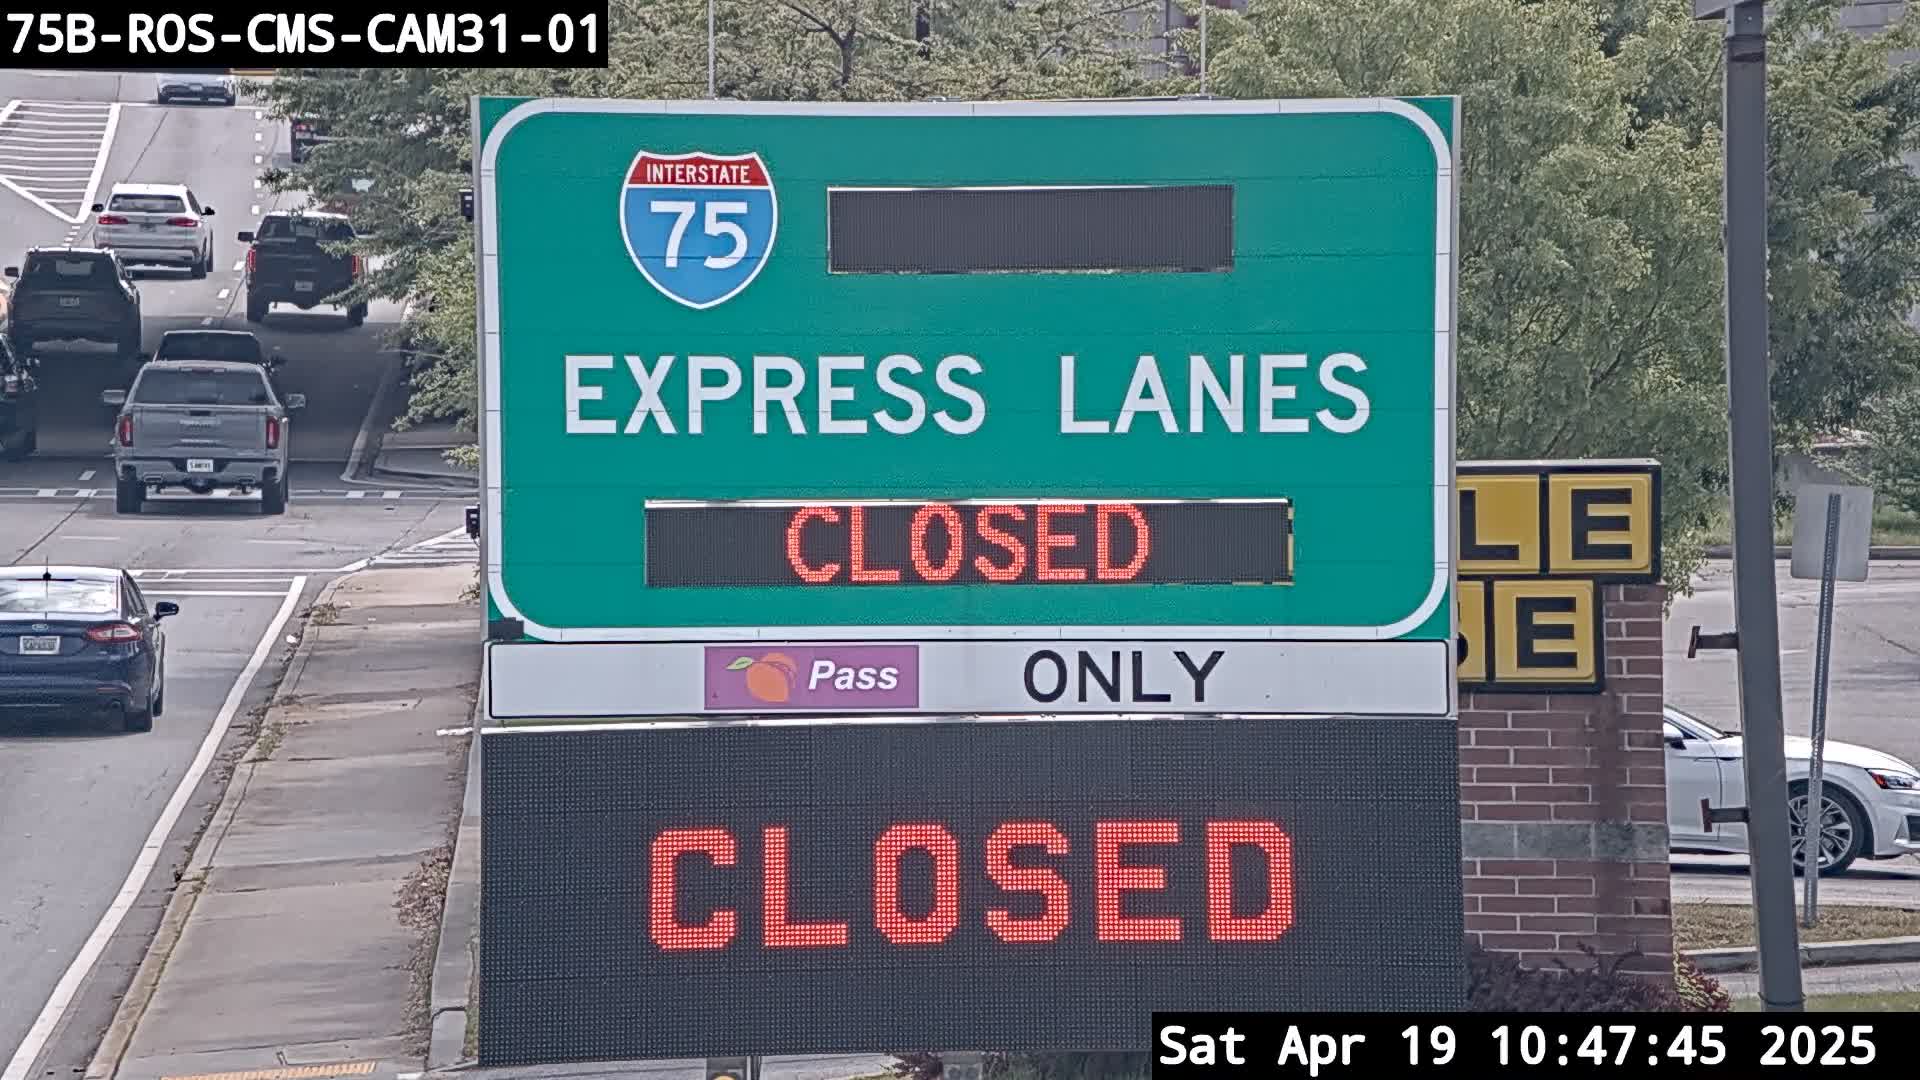 75B-ROS-CMS-CAM31-01
INTERSTATE
75
EXPRESS LANES
CLOSED
Pass ONLY
CLOSED
LE
E
Sat Apr 19 10:47:45 2025